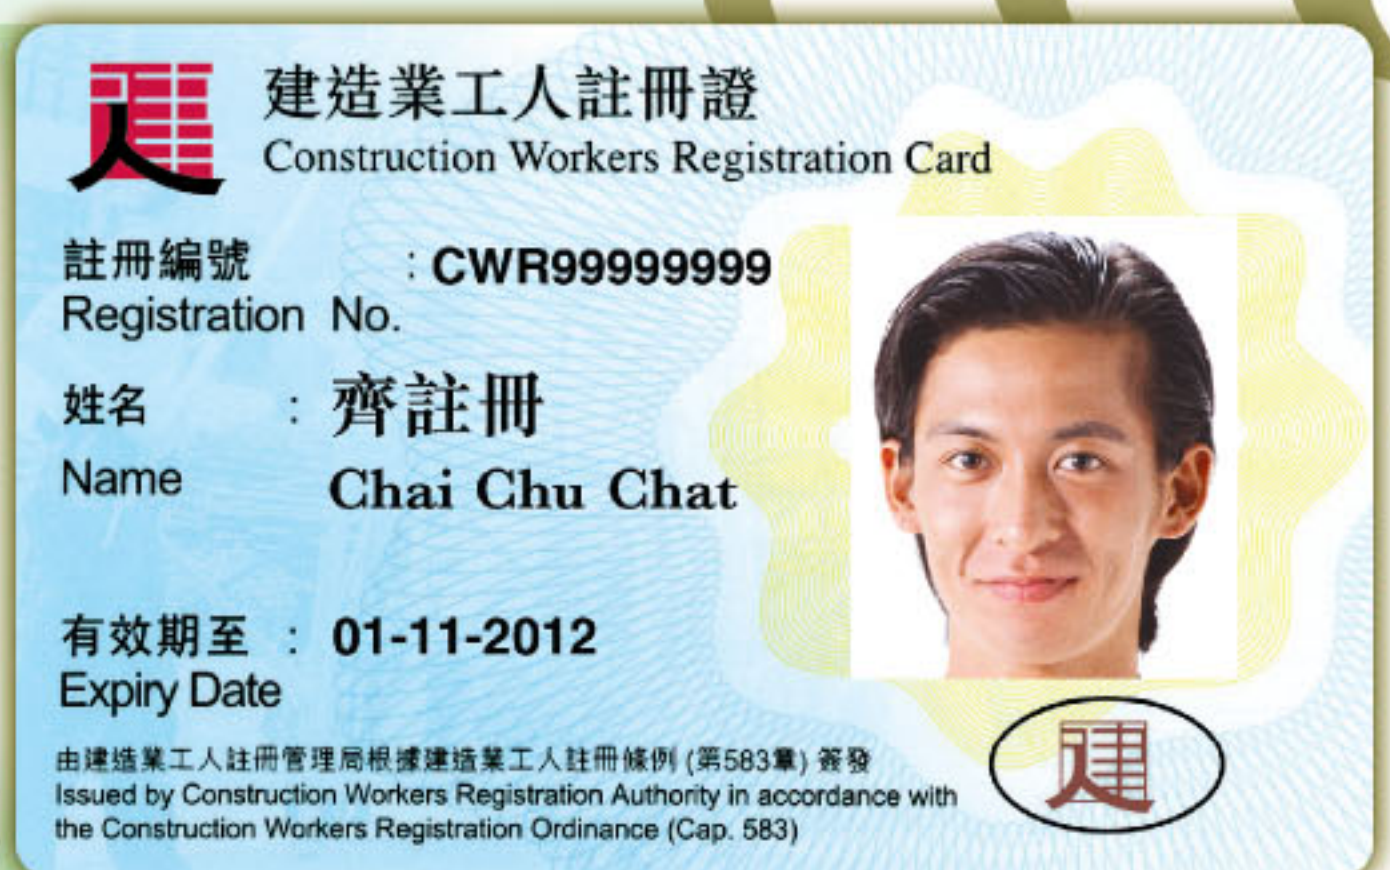 建造業工人註冊證
Construction Workers Registration Card
註冊編號 : CWR99999999
Registration No.
姓名 : 齊註冊
Name Chai Chu Chat
有效期至 : 01-11-2012
Expiry Date
由建造業工人註冊管理局根據建造業工人註冊條例 (第583章) 簽發
Issued by Construction Workers Registration Authority in accordance with
the Construction Workers Registration Ordinance (Cap. 583)
建